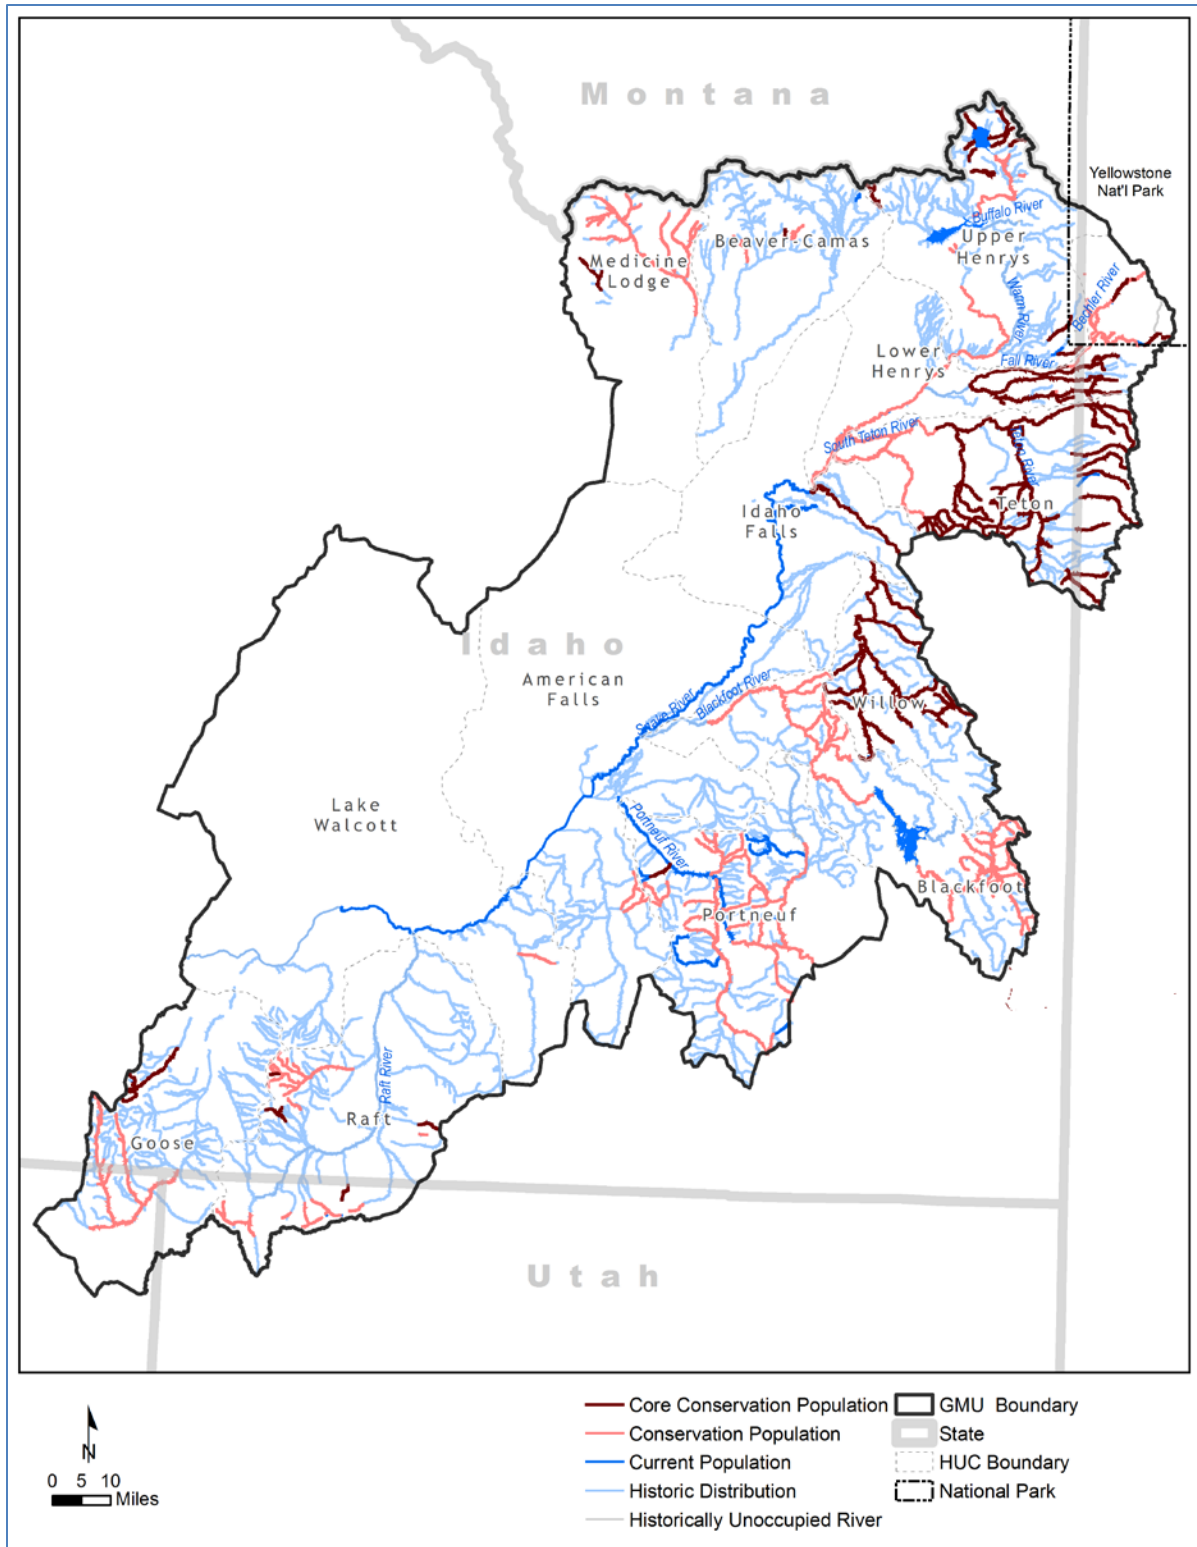 Montana
Yellowstone
Nat'l Park
Buffalo River
Upper
Henrys
Beaver-Camas
Medicine
Lodge
Warm River
Bechler River
Lower
Henrys
Fall River
South Teton River
Teton River
Teton
Idaho
Falls
Idaho
American
Falls
Snake River
Blackfoot River
Willow
Lake
Walcott
Portneuf River
Blackfoot
Portneuf
Raft River
Raft
Goose
Utah
N
0 5 10
Miles
Core Conservation Population
Conservation Population
Current Population
Historic Distribution
Historically Unoccupied River
GMU Boundary
State
HUC Boundary
National Park